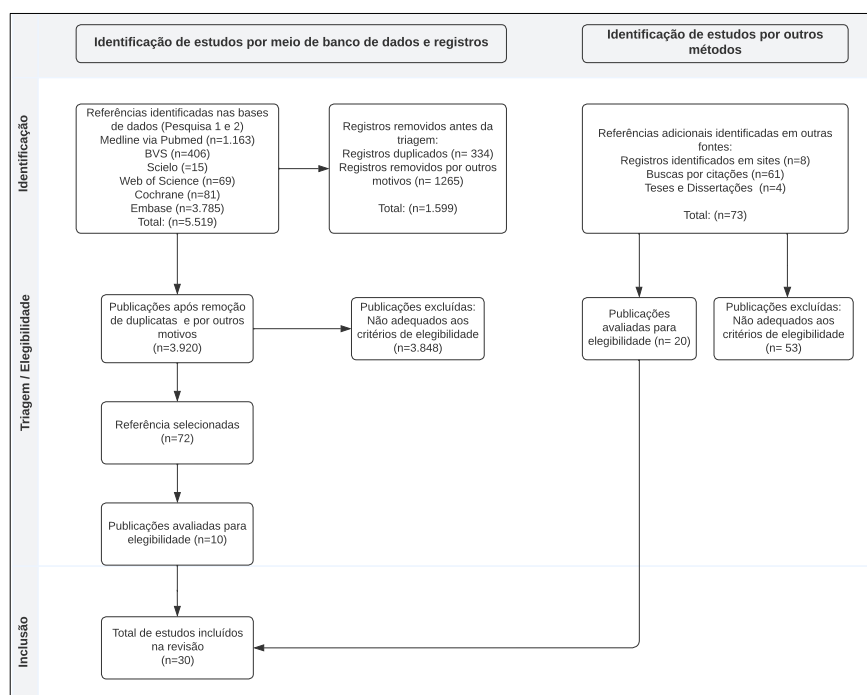 Identificação de estudos por meio de banco de dados e registros
Identificação de estudos por outros
métodos
Identificação
Referências identificadas nas bases
de dados (Pesquisa 1 e 2)
Medline via Pubmed (n=1.163)
BVS (n=406)
Scielo (=15)
Web of Science (n=69)
Cochrane (n=81)
Embase (n=3.785)
Total: (n=5.519)
Registros removidos antes da
triagem:
Registros duplicados (n= 334)
Registros removidos por outros
motivos (n= 1265)
Total: (n=1.599)
Referências adicionais identificadas em outras
fontes:
Registros identificados em sites (n=8)
Buscas por citações (n=61)
Teses e Dissertações  (n=4)
Total: (n=73)
Triagem / Elegibilidade
Publicações após remoção
de duplicatas  e por outros
motivos
(n=3.920)
Publicações excluídas:
Não adequados aos
critérios de elegibilidade
(n=3.848)
Publicações
avaliadas para
elegibilidade (n= 20)
Publicações excluídas:
Não adequados aos
critérios de elegibilidade
(n= 53)
Referência selecionadas
(n=72)
Publicações avaliadas para
elegibilidade (n=10)
Inclusão
Total de estudos incluídos
na revisão
(n=30)